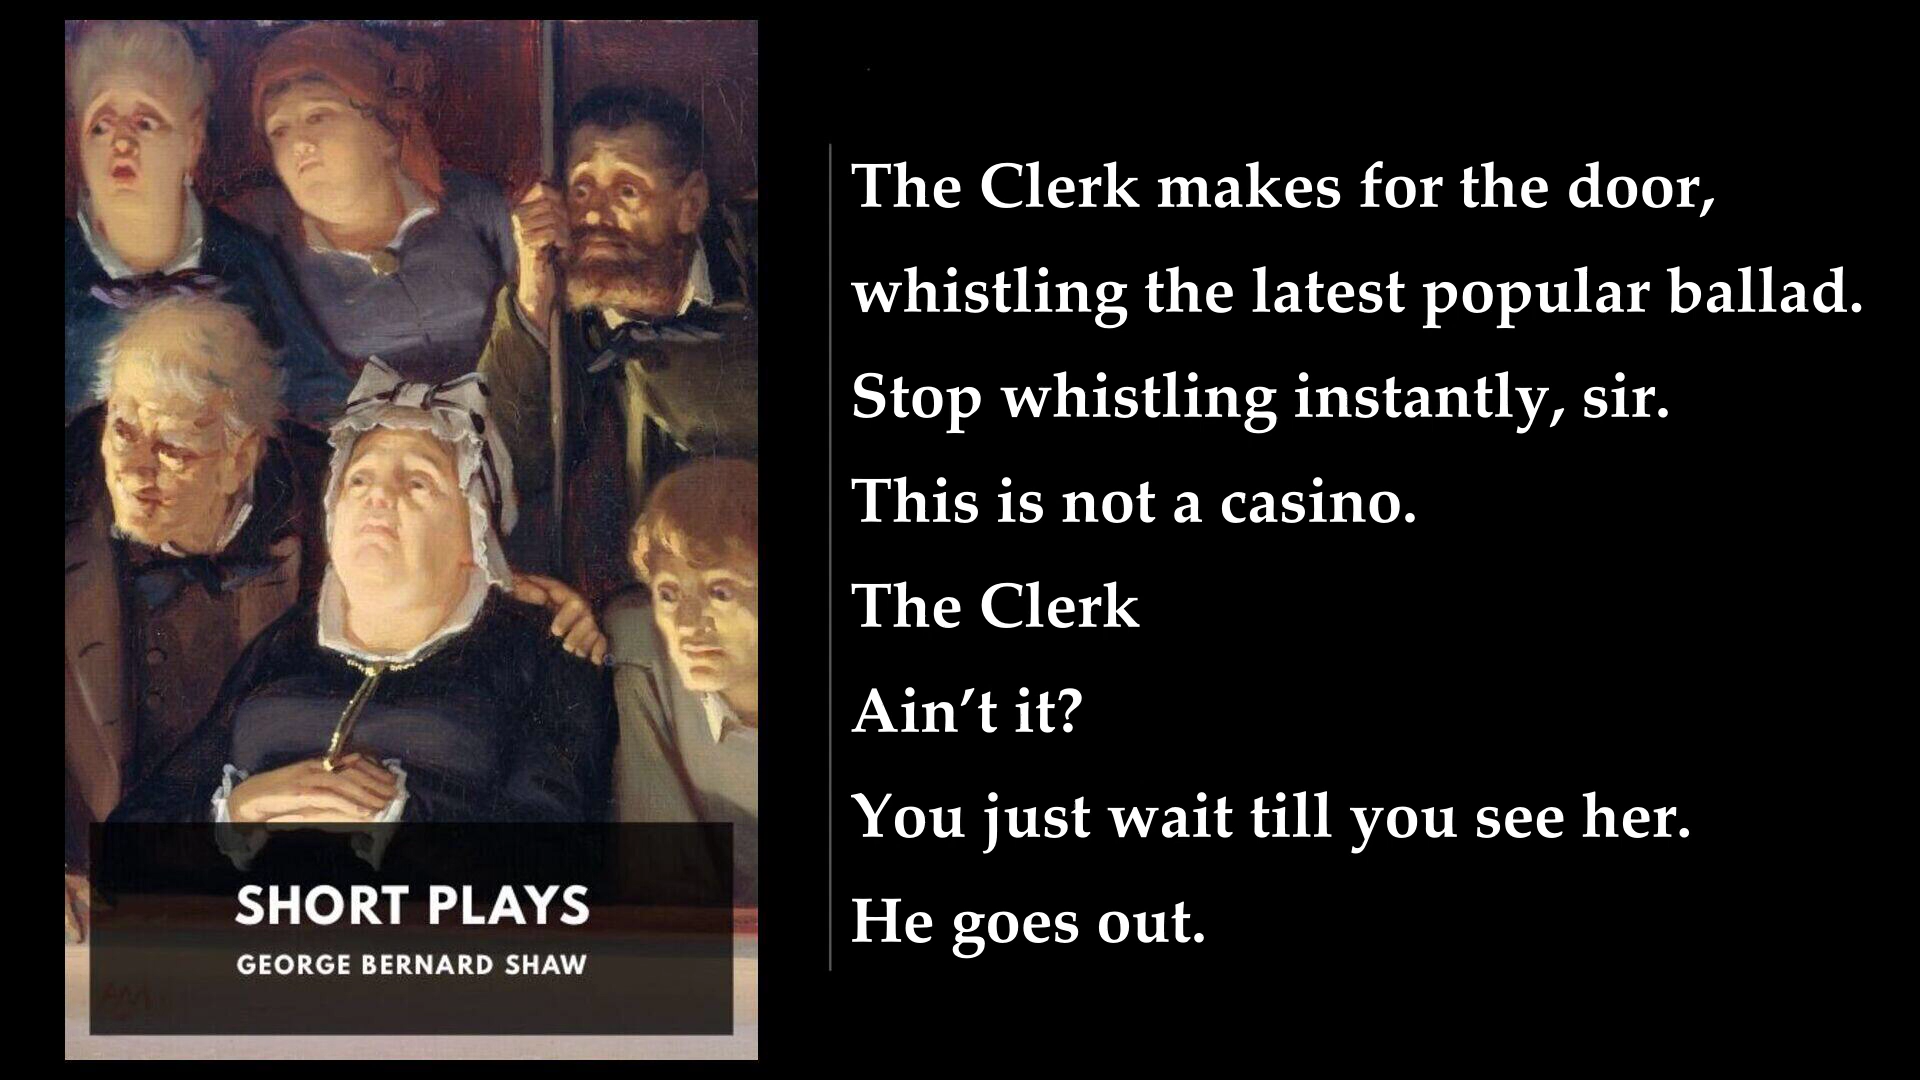 The Clerk makes for the door,
whistling the latest popular ballad.
Stop whistling instantly, sir.
This is not a casino.
The Clerk
Ain’t it?
You just wait till you see her.
He goes out.
SHORT PLAYS
GEORGE BERNARD SHAW